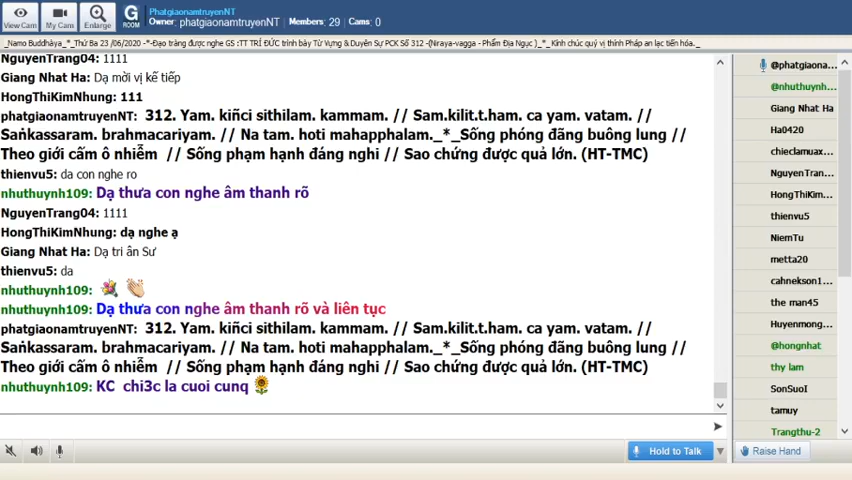 View Cam
My Cam
Enlarge
G
ROOM
PhatgiaonamtruyenNT
Owner: phatgiaonamtruyenNT Members: 29 Cams: 0
_Namo Buddhàya_*_Thứ Ba 23 /06/2020 -*-Đạo tràng được nghe GS :TT TRÍ ĐỨC trình bày Từ Vựng &Duyên Sự PCK Số 312 -(Niraya-vagga - Phẩm Địa Ngục )_*_ Kính chúc quý vị thính Pháp an lạc tiến hóa._
NguyenTrang04: 1111
Giang Nhat Ha: Dạ mời vị kế tiếp
HongThiKimNhung: 111
phatgiaonamtruyenNT: 312. Yam. kiñci sithilam. kammam. // Sam.kilit.t.ham. ca yam. vatam. //
Saṅkassaram. brahmacariyam. // Na tam. hoti mahapphalam._*_Sống phóng đãng buông lung //
Theo giới cấm ô nhiễm // Sống phạm hạnh đáng nghi // Sao chứng được quả lớn. (HT-TMC)
thienvu5: da con nghe ro
nhuthuynh109: Dạ thưa con nghe âm thanh rõ
NguyenTrang04: 1111
HongThiKimNhung: dạ nghe ạ
Giang Nhat Ha: Dạ tri ân Sư
thienvu5: da
nhuthuynh109:
nhuthuynh109: Dạ thưa con nghe âm thanh rõ và liên tục
phatgiaonamtruyenNT: 312. Yam. kiñci sithilam. kammam. // Sam.kilit.t.ham. ca yam. vatam. //
Saṅkassaram. brahmacariyam. // Na tam. hoti mahapphalam._*_Sống phóng đãng buông lung //
Theo giới cấm ô nhiễm // Sống phạm hạnh đáng nghi // Sao chứng được quả lớn. (HT-TMC)
nhuthuynh109: KC chi3c la cuoi cunq
@phatgiaona...
@nhuthuynh...
Giang Nhat Ha
Ha0420
chieclamuax...
NguyenTran...
HongThiKim...
thienvu5
NiemTu
metta20
cahnekson1...
the man45
Huyenmong...
@hongnhat
thy lam
SonSuoI
tamuy
Trangthu-2
Hold to Talk
Raise Hand